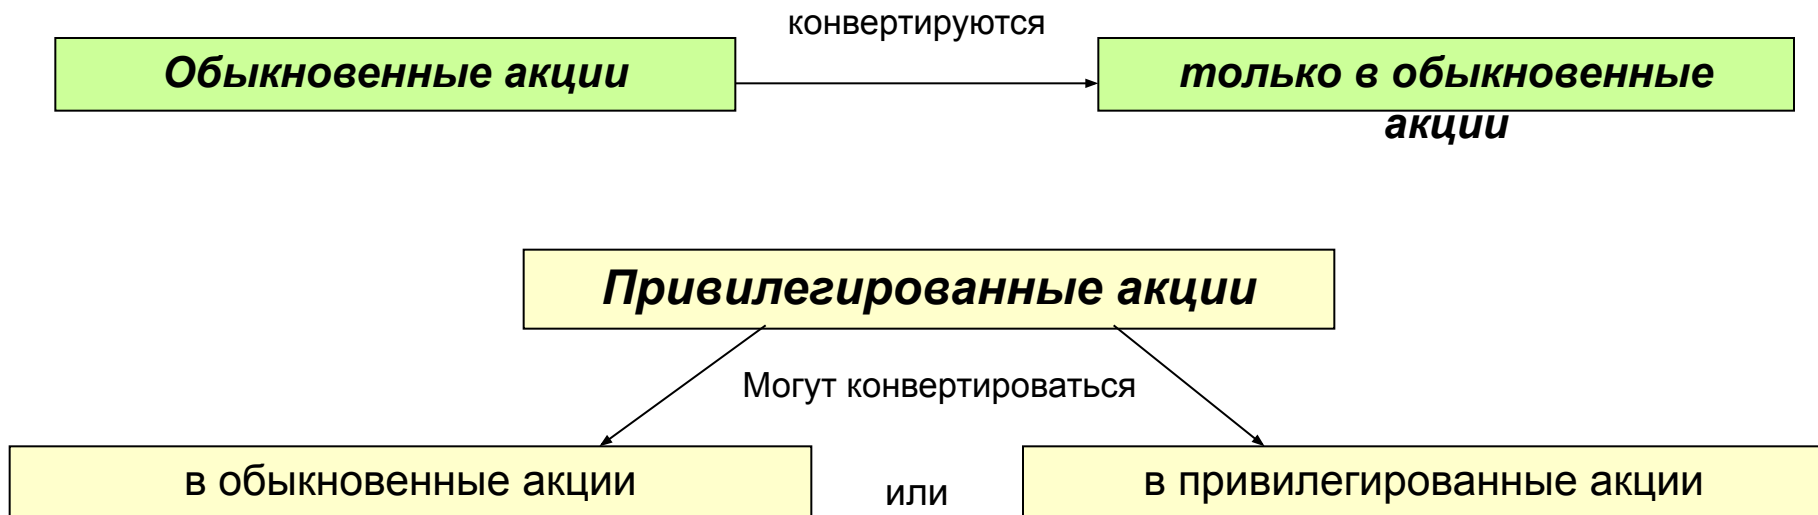 конвертируются
Обыкновенные акции
только в обыкновенные
акции
Привилегированные акции
Могут конвертироваться
в обыкновенные акции
или
в привилегированные акции